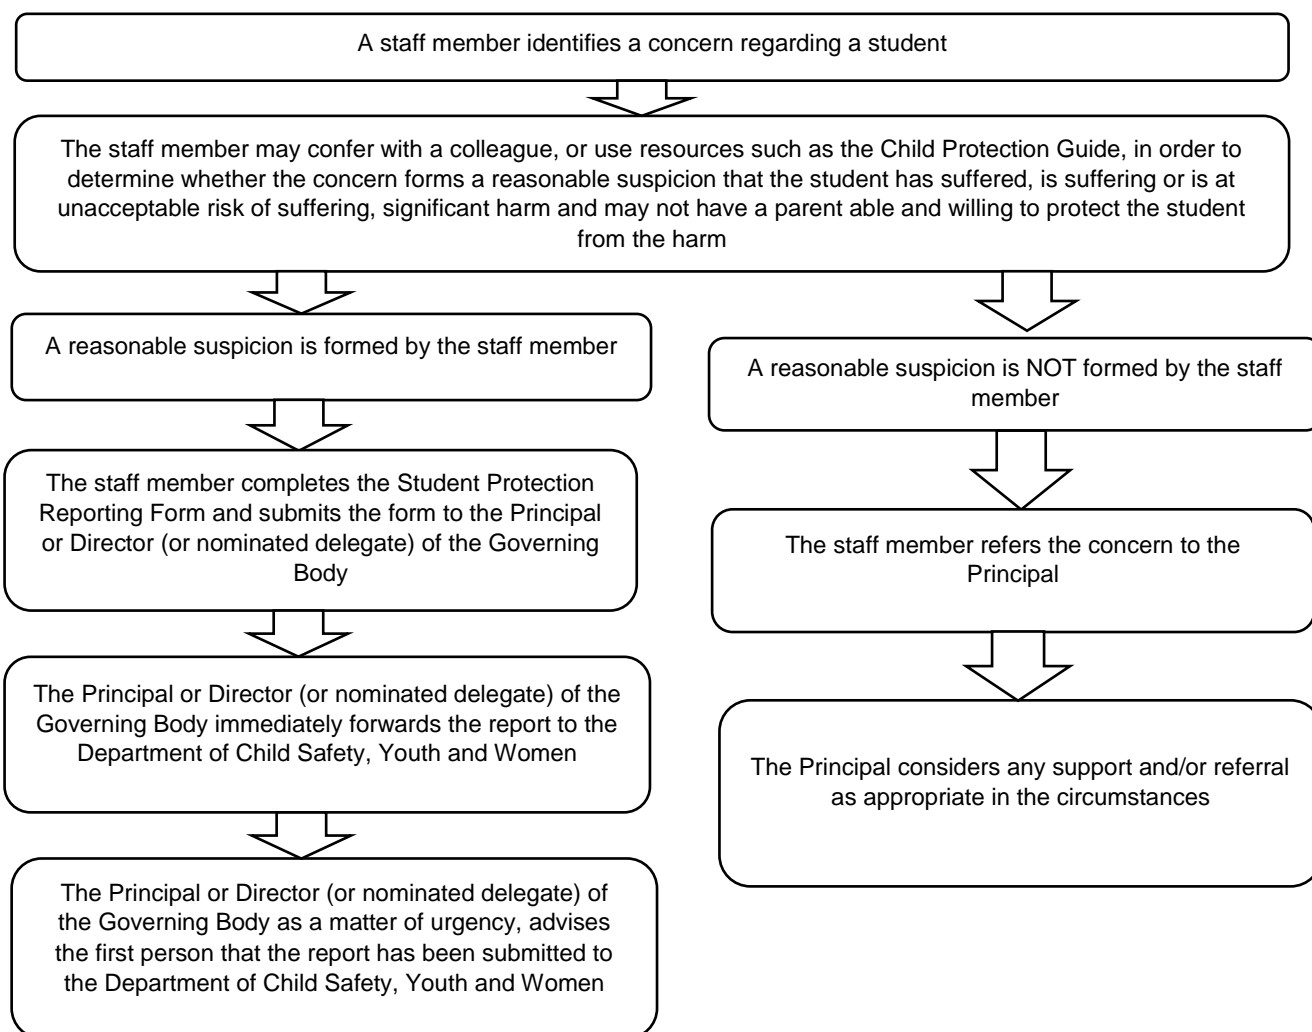 A staff member identifies a concern regarding a student
The staff member may confer with a colleague, or use resources such as the Child Protection Guide, in order to
determine whether the concern forms a reasonable suspicion that the student has suffered, is suffering or is at
unacceptable risk of suffering, significant harm and may not have a parent able and willing to protect the student
from the harm
A reasonable suspicion is formed by the staff member
The staff member completes the Student Protection
Reporting Form and submits the form to the Principal
or Director (or nominated delegate) of the Governing
Body
The Principal or Director (or nominated delegate) of the
Governing Body immediately forwards the report to the
Department of Child Safety, Youth and Women
The Principal or Director (or nominated delegate) of
the Governing Body as a matter of urgency, advises
the first person that the report has been submitted to
the Department of Child Safety, Youth and Women
A reasonable suspicion is NOT formed by the staff
member
The staff member refers the concern to the
Principal
The Principal considers any support and/or referral
as appropriate in the circumstances